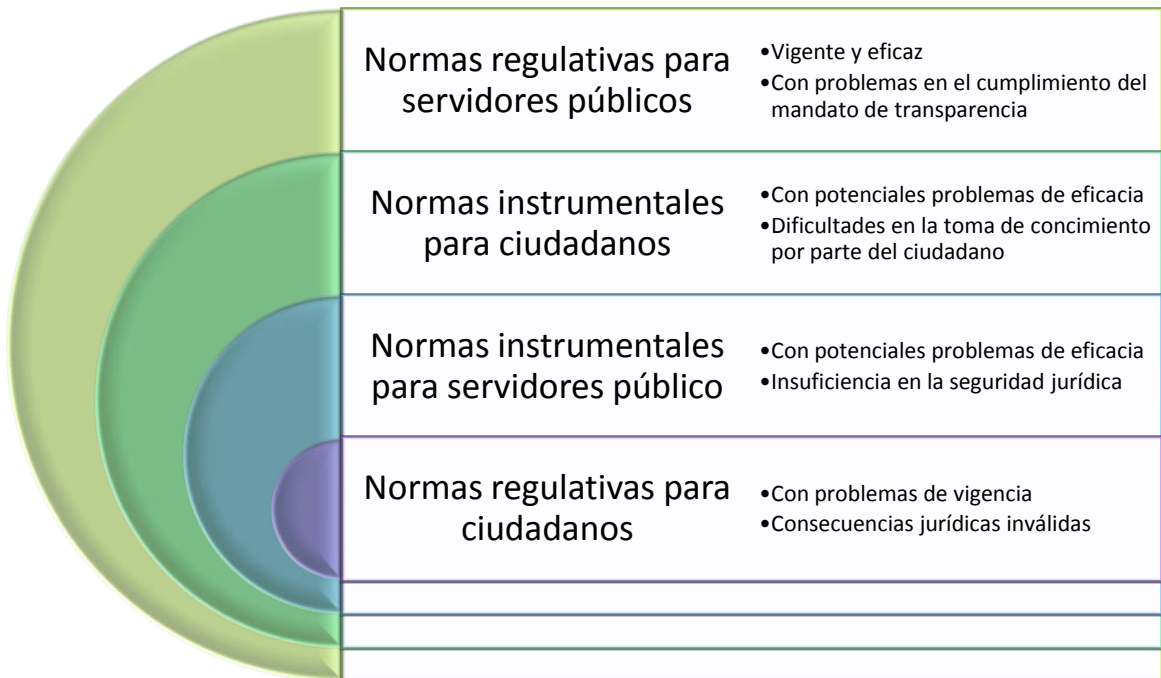 Normas regulativas para
servidores públicos
•Vigente y eficaz
•Con problemas en el cumplimiento del
mandato de transparencia
Normas instrumentales
para ciudadanos
•Con potenciales problemas de eficacia
•Dificultades en la toma de concimiento
por parte del ciudadano
Normas instrumentales
para servidores público
•Con potenciales problemas de eficacia
•Insuficiencia en la seguridad jurídica
Normas regulativas para
ciudadanos
•Con problemas de vigencia
•Consecuencias jurídicas inválidas